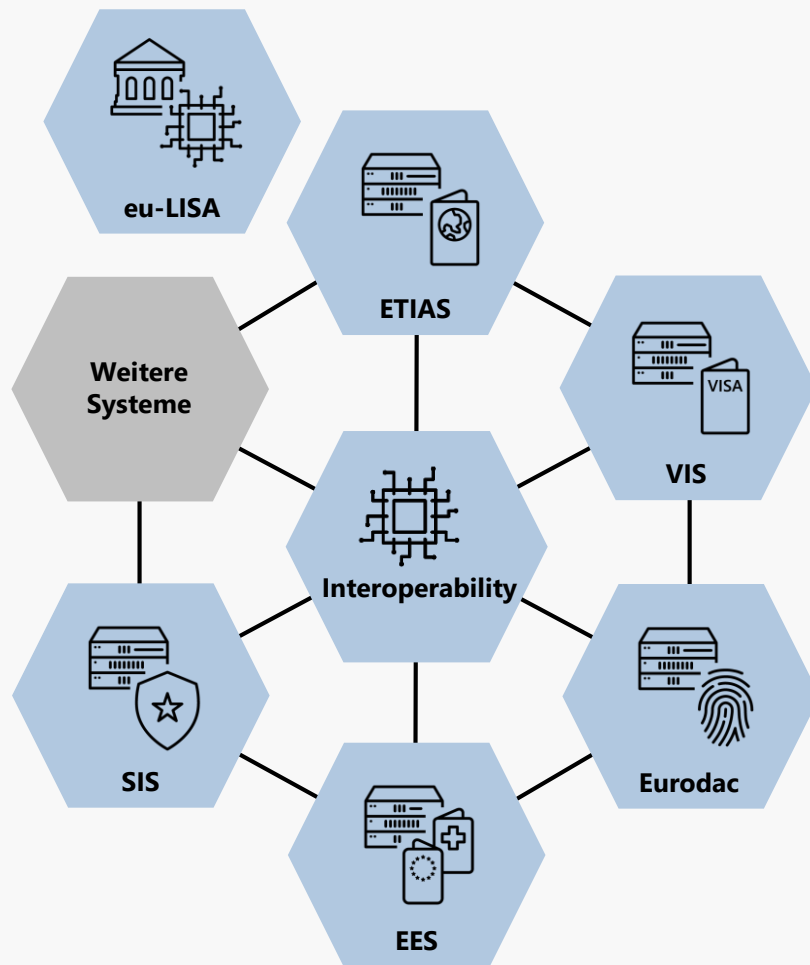 eu-LISA
ETIAS
Weitere
Systeme
VISA
VIS
Interoperability
SIS
Eurodac
EES